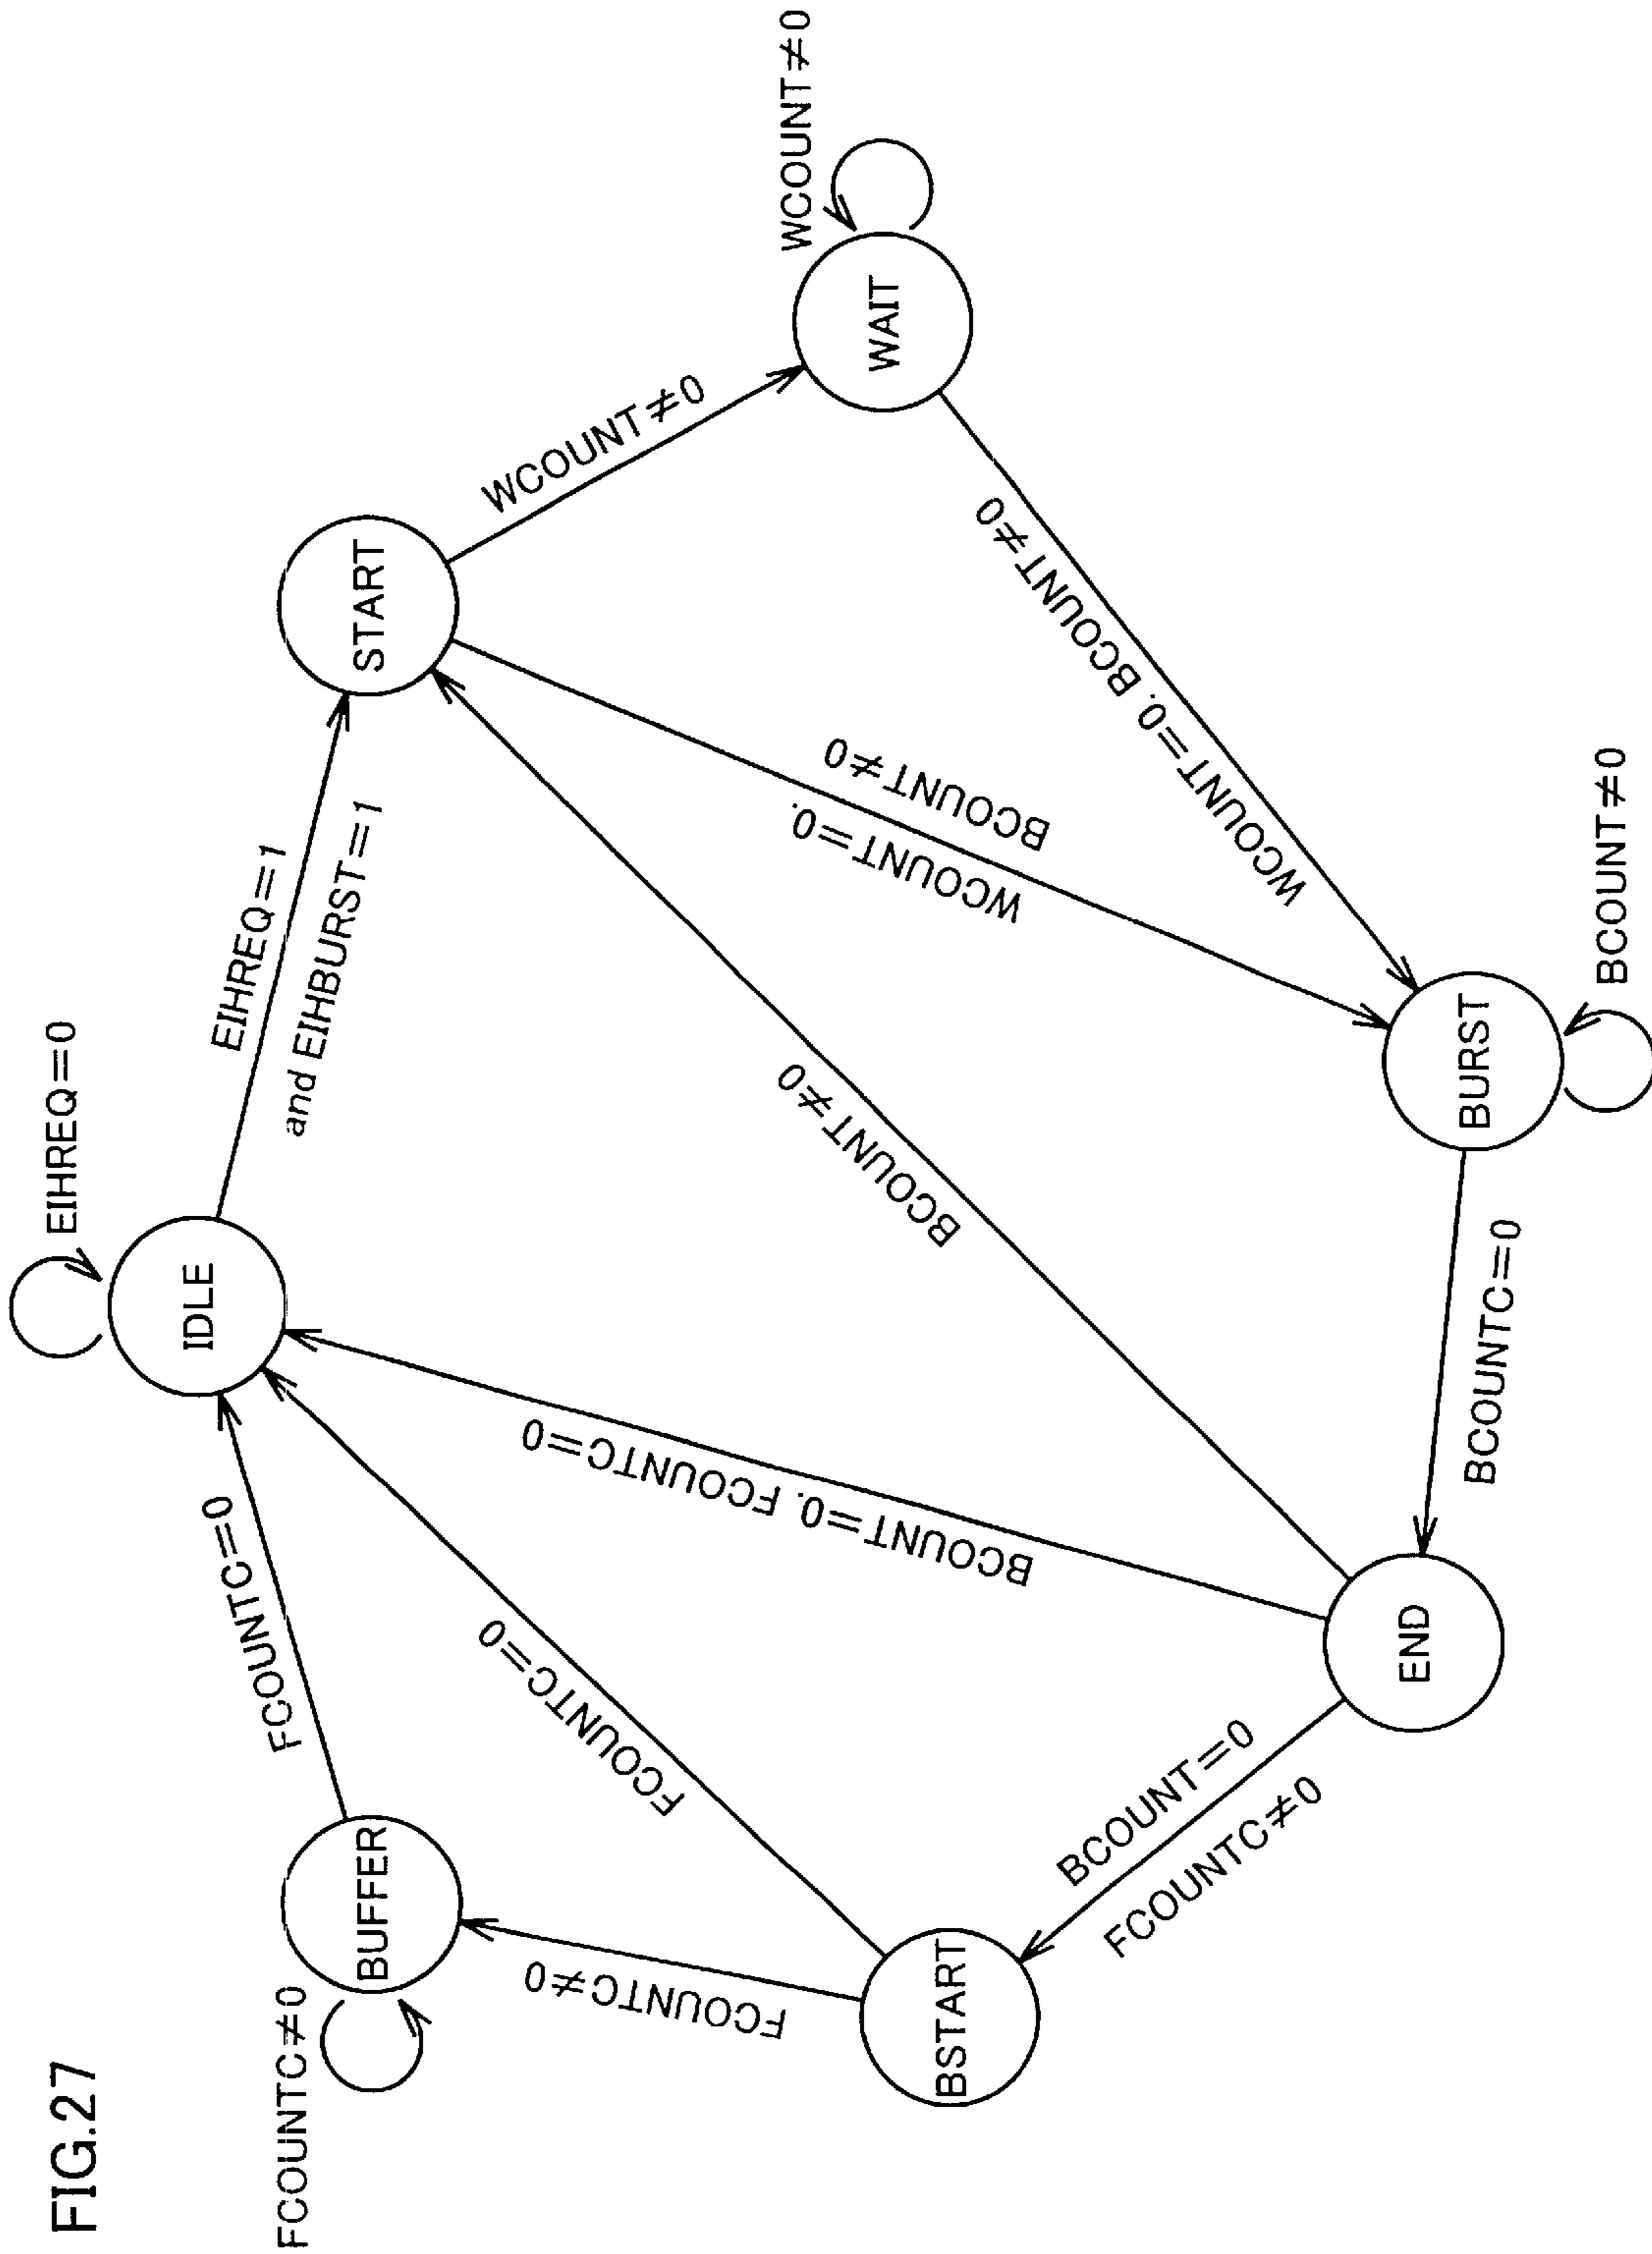 FIG.27
EIHREQ=0
IDLE
EIHREQ=1
and EIHBURST=1
FCOUNTC≠0
BUFFER
FCOUNTC=0
START
WCOUNT≠0
FCOUNTC≠0
FCOUNTC=0
BCOUNT=0. FCOUNTC=0
BCOUNT≠0
WCOUNT=0.
BCOUNT≠0
WCOUNT≠0
WAIT
WCOUNT=0. BCOUNT≠0
BSTART
BCOUNT=0
FCOUNTC≠0
END
BCOUNTC=0
BURST
BCOUNT≠0